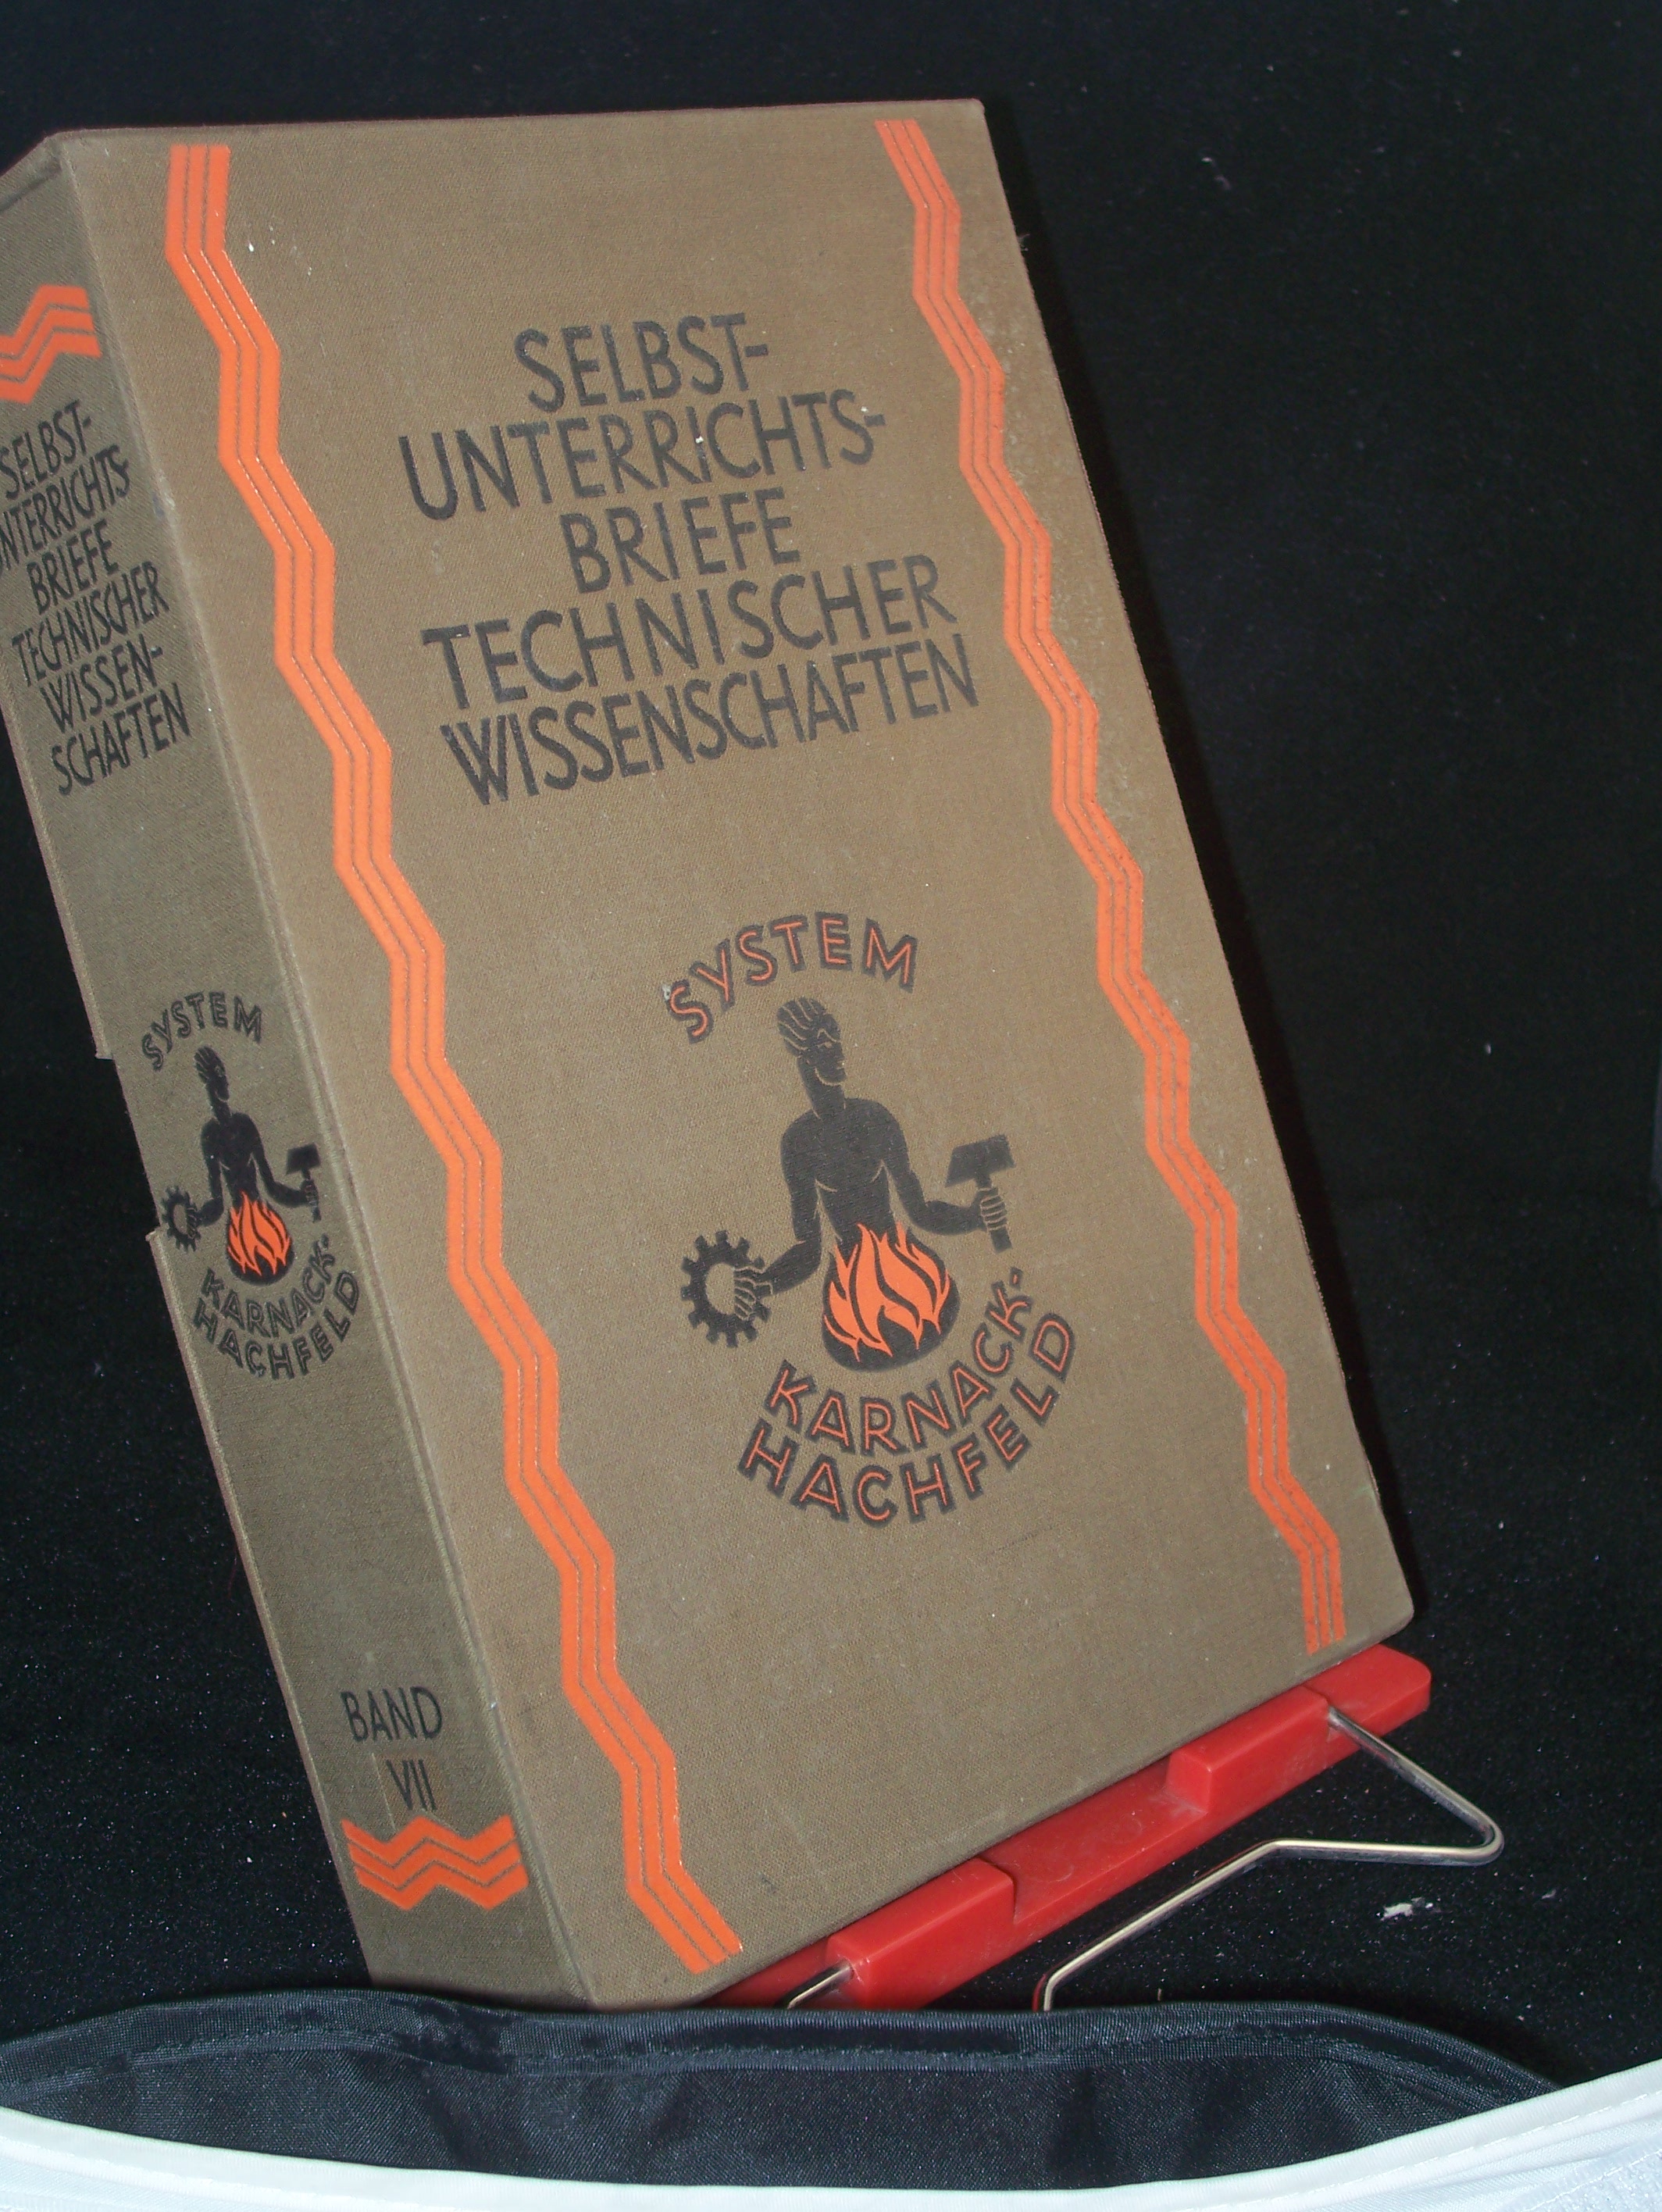 SELBST-
UNTERRICHTS-
BRIEFE
TECHNISCHER
WISSENSCHAFTEN
SYSTEM
KARNACK-
HACHFELD
SELBST-
UNTERRICHTS-
BRIEFE
TECHNISCHER
WISSEN-
SCHAFTEN
SYSTEM
KARNACK-
HACHFELD
BAND
VII